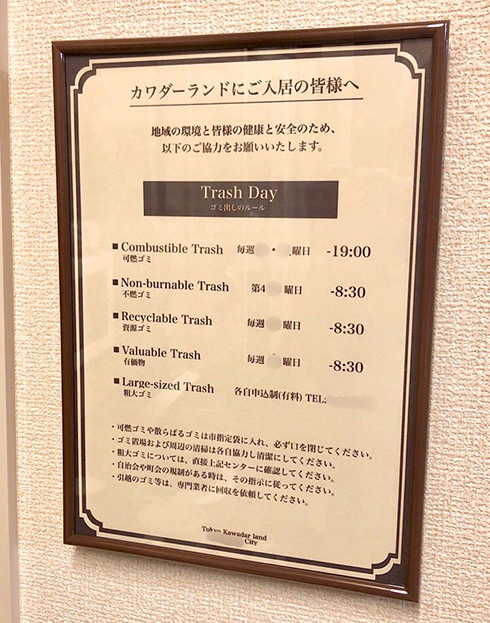 カワダーランドにご入居の皆様へ
地域の環境と皆様の健康と安全のため、
以下のご協力をお願いいたします。
Trash Day
ゴミ出しのルール
■ Combustible Trash 毎週 ・ 曜日 -19:00
可燃ゴミ
■ Non-burnable Trash 第4 曜日 -8:30
不燃ゴミ
■ Recyclable Trash 毎週 曜日 -8:30
資源ゴミ
■ Valuable Trash 毎週 曜日 -8:30
有価物
■ Large-sized Trash 各自申込制(有料) TEL:
粗大ゴミ
・可燃ゴミや散らばるゴミは市指定袋に入れ、必ず口を閉じてください。
・ゴミ置場および周辺の清掃は各自協力し清潔にしてください。
・粗大ゴミについては、直接上記センターに確認してください。
・自治会や町会の規制がある時は、その指示に従ってください。
・引越のゴミ等は、専門業者に回収を依頼してください。
Tokyo Kawadar land
City